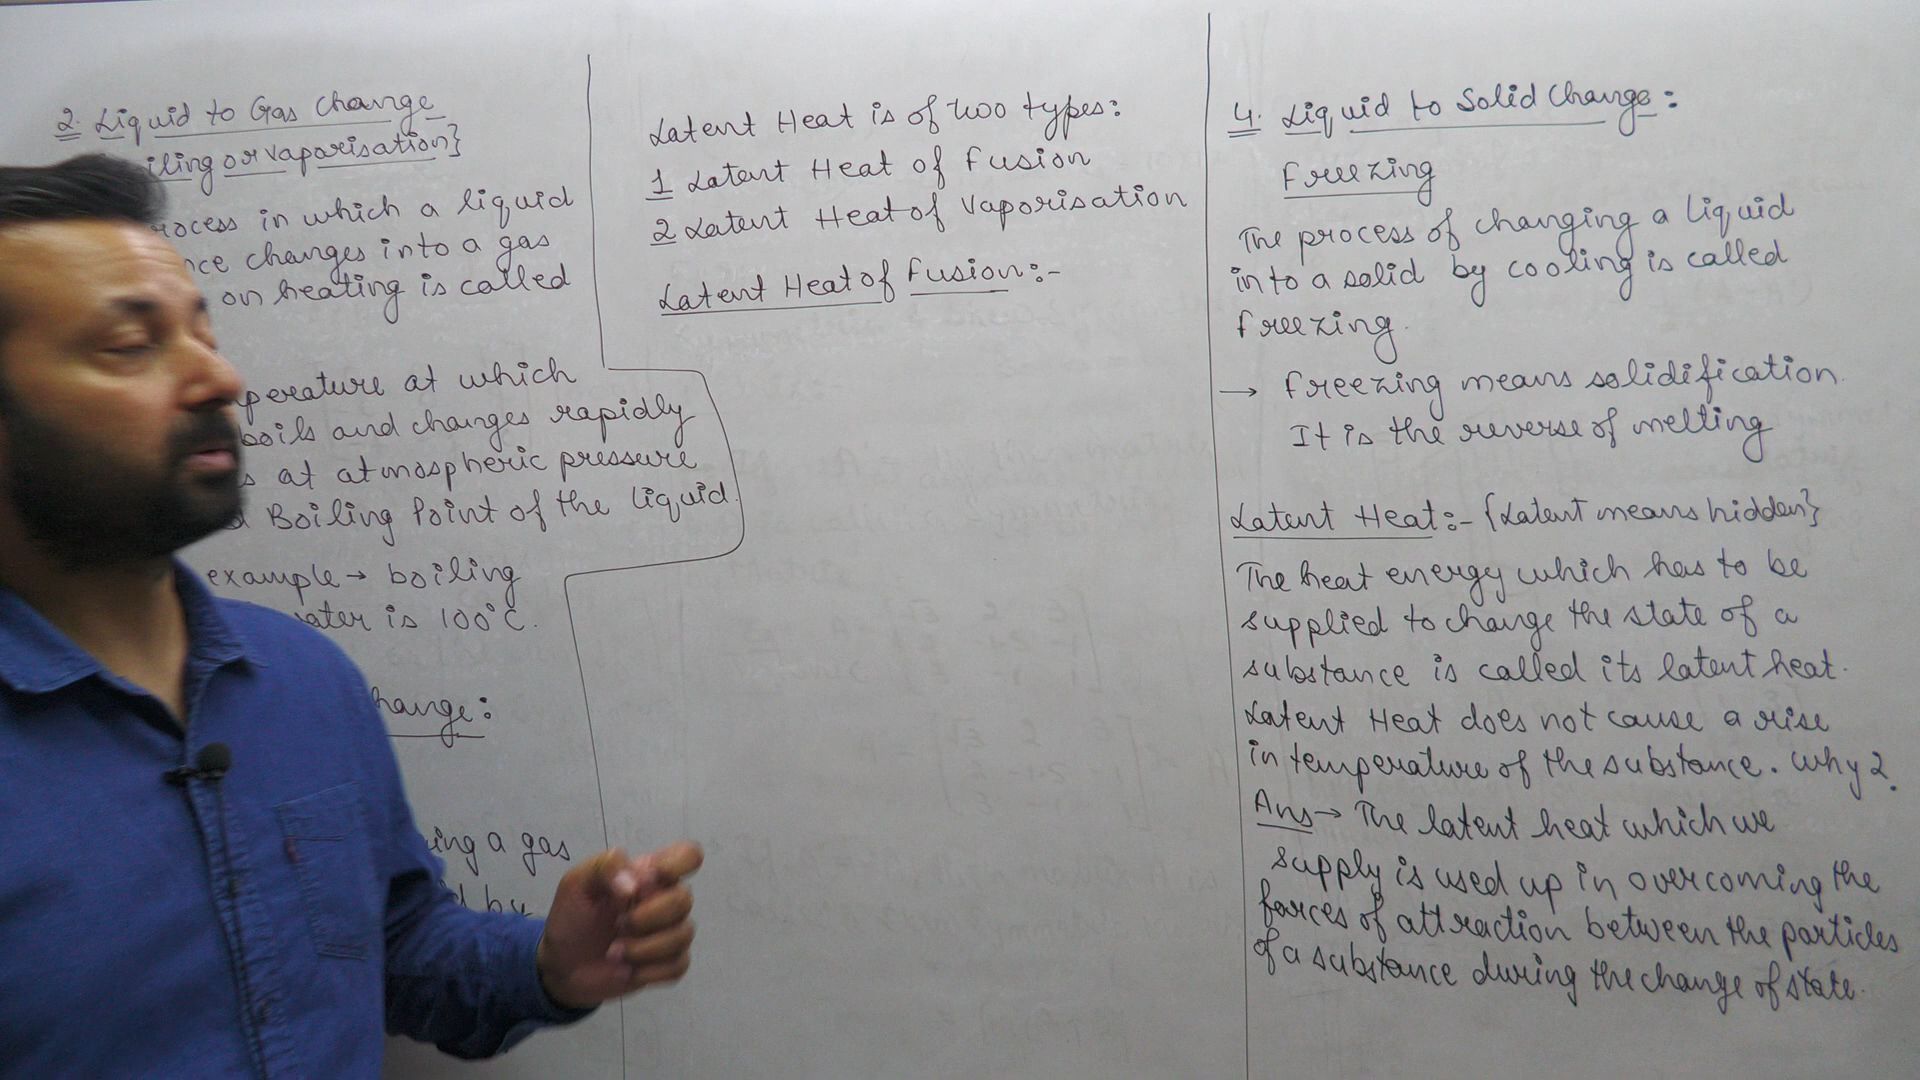 2. Liquid to Gas Change
iling or vaporisation}
rocess in which a liquid
nce changes into a gas
on heating is called
perature at which
boils and changes rapidly
s at atmospheric pressure
d Boiling Point of the liquid.
example → boiling
ater is 100°C.
hange:
ing a gas
d by
Latent Heat is of two types:
1 Latent Heat of Fusion
2 Latent Heat of Vaporisation
Latent Heat of Fusion:-
4. Liquid to Solid Change:
Freezing
The process of changing a liquid
into a solid by cooling is called
freezing.
→ Freezing means solidification.
It is the reverse of melting
Latent Heat:- {Latent means hidden}
The heat energy which has to be
supplied to change the state of a
substance is called its latent heat.
Latent Heat does not cause a rise
in temperature of the substance. Why?
Ans → The latent heat which we
supply is used up in overcoming the
forces of attraction between the particles
of a substance during the change of state.